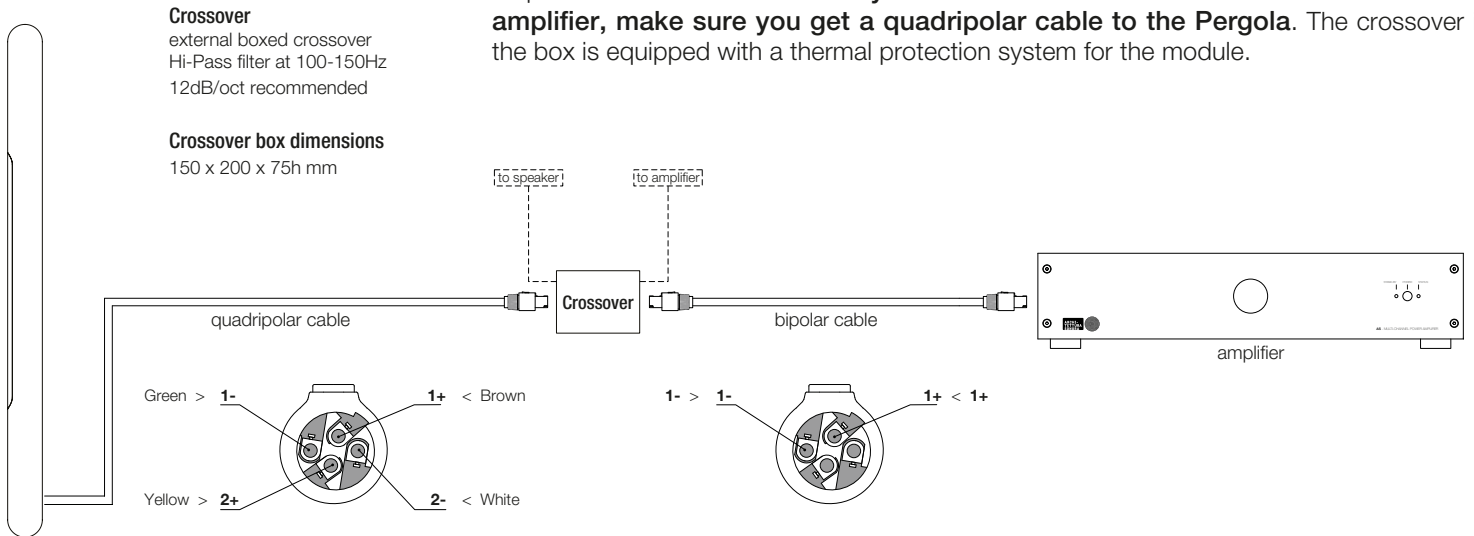 Crossover
external boxed crossover
Hi-Pass filter at 100-150Hz
12dB/oct recommended
Crossover box dimensions
150 x 200 x 75h mm
amplifier, make sure you get a quadripolar cable to the Pergola. The crossover
the box is equipped with a thermal protection system for the module.
to speaker
to amplifier
Crossover
quadripolar cable
bipolar cable
amplifier
Green > 1-
1+ < Brown
Yellow > 2+
2- < White
1- > 1-
1+ < 1+